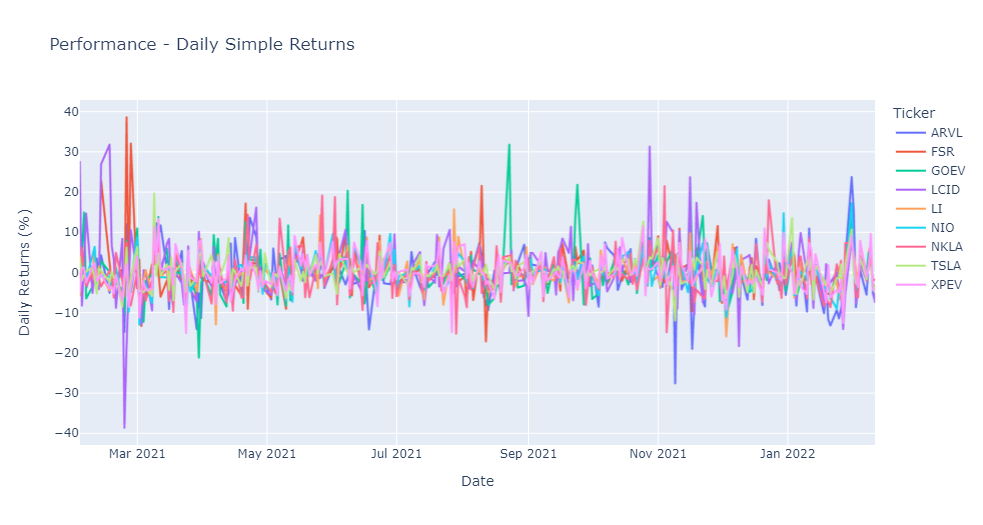 Performance - Daily Simple Returns
Daily Returns (%)
40
30
20
10
0
−10
−20
−30
−40
Mar 2021
May 2021
Jul 2021
Sep 2021
Nov 2021
Jan 2022
Date
Ticker
ARVL
FSR
GOEV
LCID
LI
NIO
NKLA
TSLA
XPEV